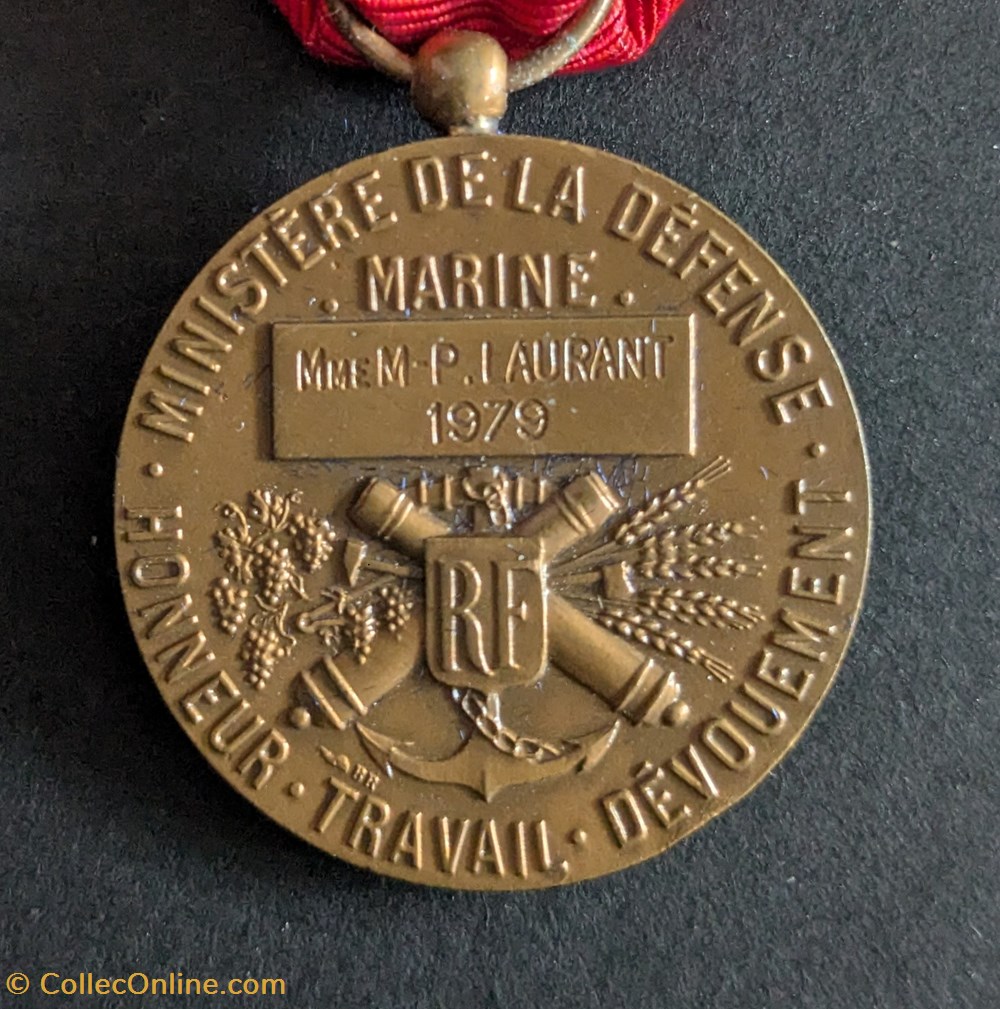 MINISTÈRE DE LA DÉFENSE
. MARINE .
MME M-P. LAURANT
1979
RF
· HONNEUR · TRAVAIL · DÉVOUEMENT ·
© CollecOnline.com